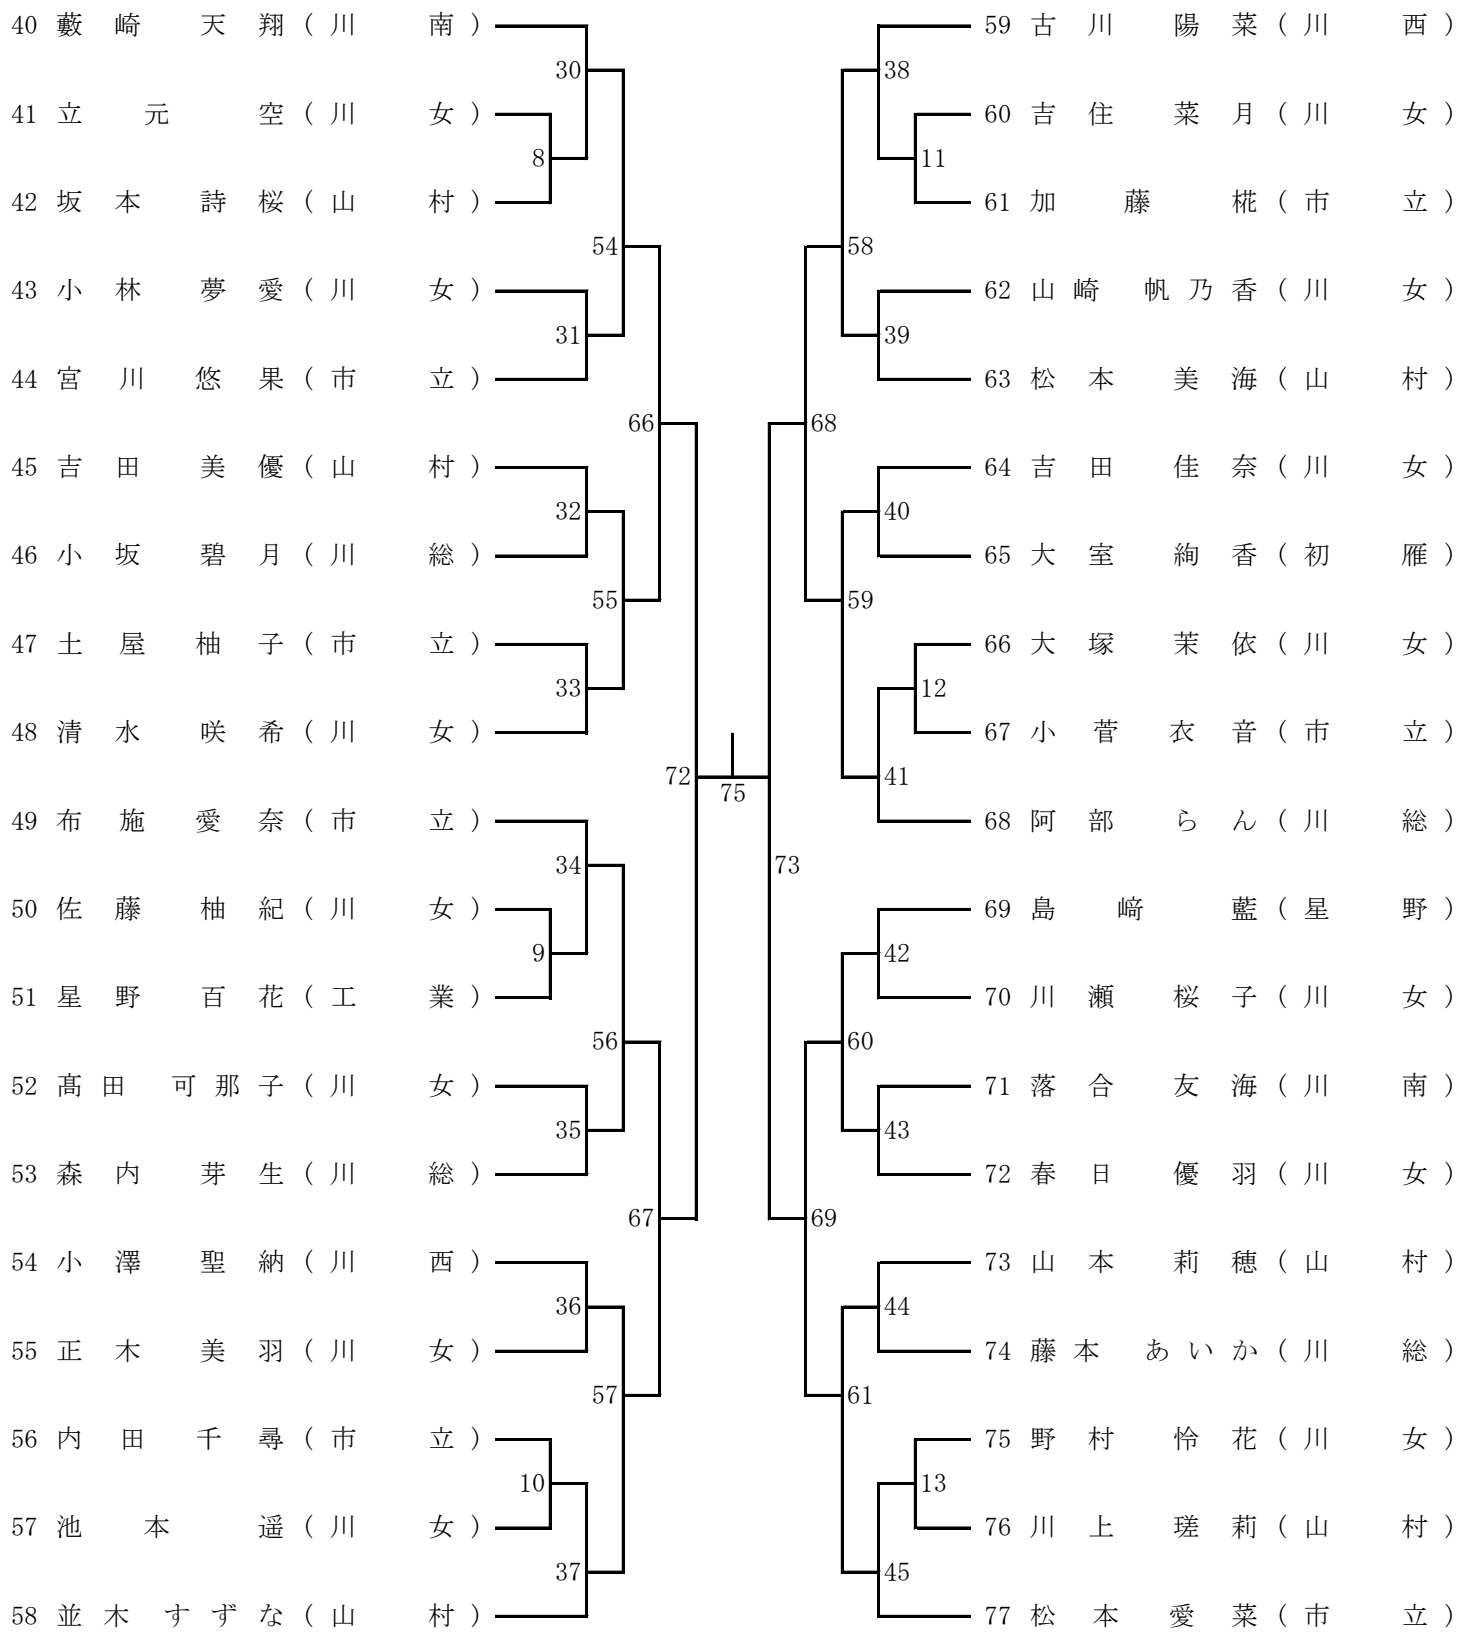 40 藪崎 天翔(川南)
30
41 立元 空(川女)
8
42 坂本 詩桜(山村)
54
43 小林 夢愛(川女)
31
44 宮川 悠果(市立)
66
45 吉田 美優(山村)
32
46 小坂 碧月(川総)
55
47 土屋 柚子(市立)
33
48 清水 咲希(川女)
72
49 布施 愛奈(市立)
34
50 佐藤 柚紀(川女)
9
51 星野 百花(工業)
56
52 髙田 可那子(川女)
35
53 森内 芽生(川総)
67
54 小澤 聖納(川西)
36
55 正木 美羽(川女)
57
56 内田 千尋(市立)
10
57 池本 遥(川女)
37
58 並木 すずな(山村)
75
59 古川 陽菜(川西)
38
60 吉住 菜月(川女)
11
61 加藤 椛(市立)
58
62 山崎 帆乃香(川女)
39
63 松本 美海(山村)
68
64 吉田 佳奈(川女)
40
65 大室 絢香(初雁)
59
66 大塚 茉依(川女)
12
67 小菅 衣音(市立)
41
68 阿部 らん(川総)
73
69 島﨑 藍(星野)
42
70 川瀬 桜子(川女)
60
71 落合 友海(川南)
43
72 春日 優羽(川女)
69
73 山本 莉穂(山村)
44
74 藤本 あいか(川総)
61
75 野村 怜花(川女)
13
76 川上 瑳莉(山村)
45
77 松本 愛菜(市立)